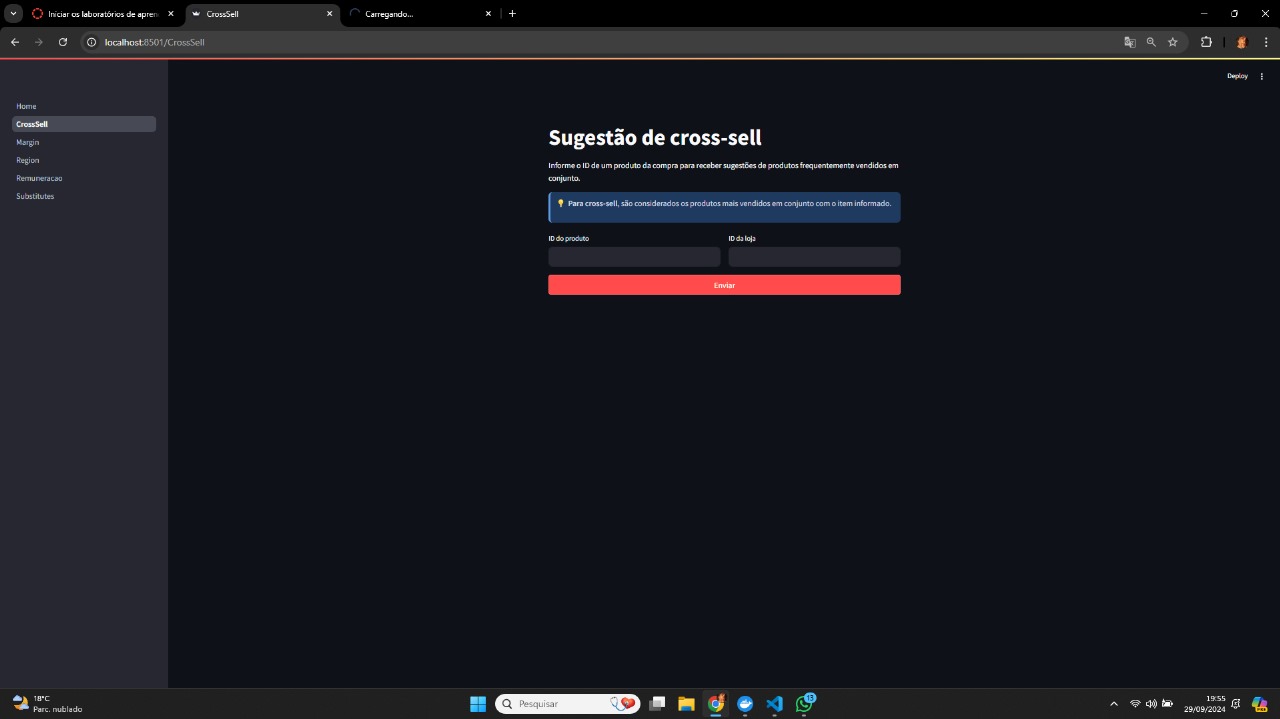 Iniciar os laboratórios de apren
CrossSell
Carregando...
localhost:8501/CrossSell
Deploy
Home
CrossSell
Margin
Region
Remuneracao
Substitutes
Sugestão de cross-sell
Informe o ID de um produto da compra para receber sugestões de produtos frequentemente vendidos em
conjunto.
Para cross-sell, são considerados os produtos mais vendidos em conjunto com o item informado.
ID do produto
ID da loja
Enviar
18°C
Parc. nublado
Pesquisar
13
19:55
29/09/2024